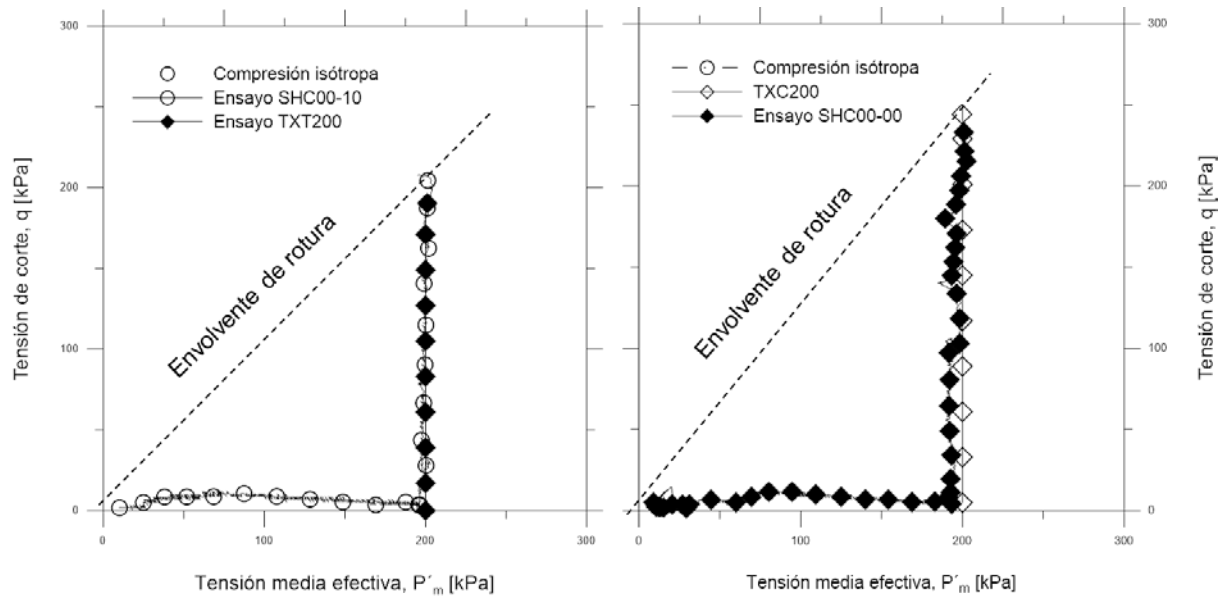 300
Compresión isótropa
Ensayo SHC00-10
Ensayo TXT200
200
100
0
Envolvente de rotura
Tensión de corte, q [kPa]
0
100
200
300
Tensión media efectiva, P´m [kPa]
Compresión isótropa
TXC200
Ensayo SHC00-00
Envolvente de rotura
300
200
100
0
Tensión de corte, q [kPa]
0
100
200
300
Tensión media efectiva, P´m [kPa]